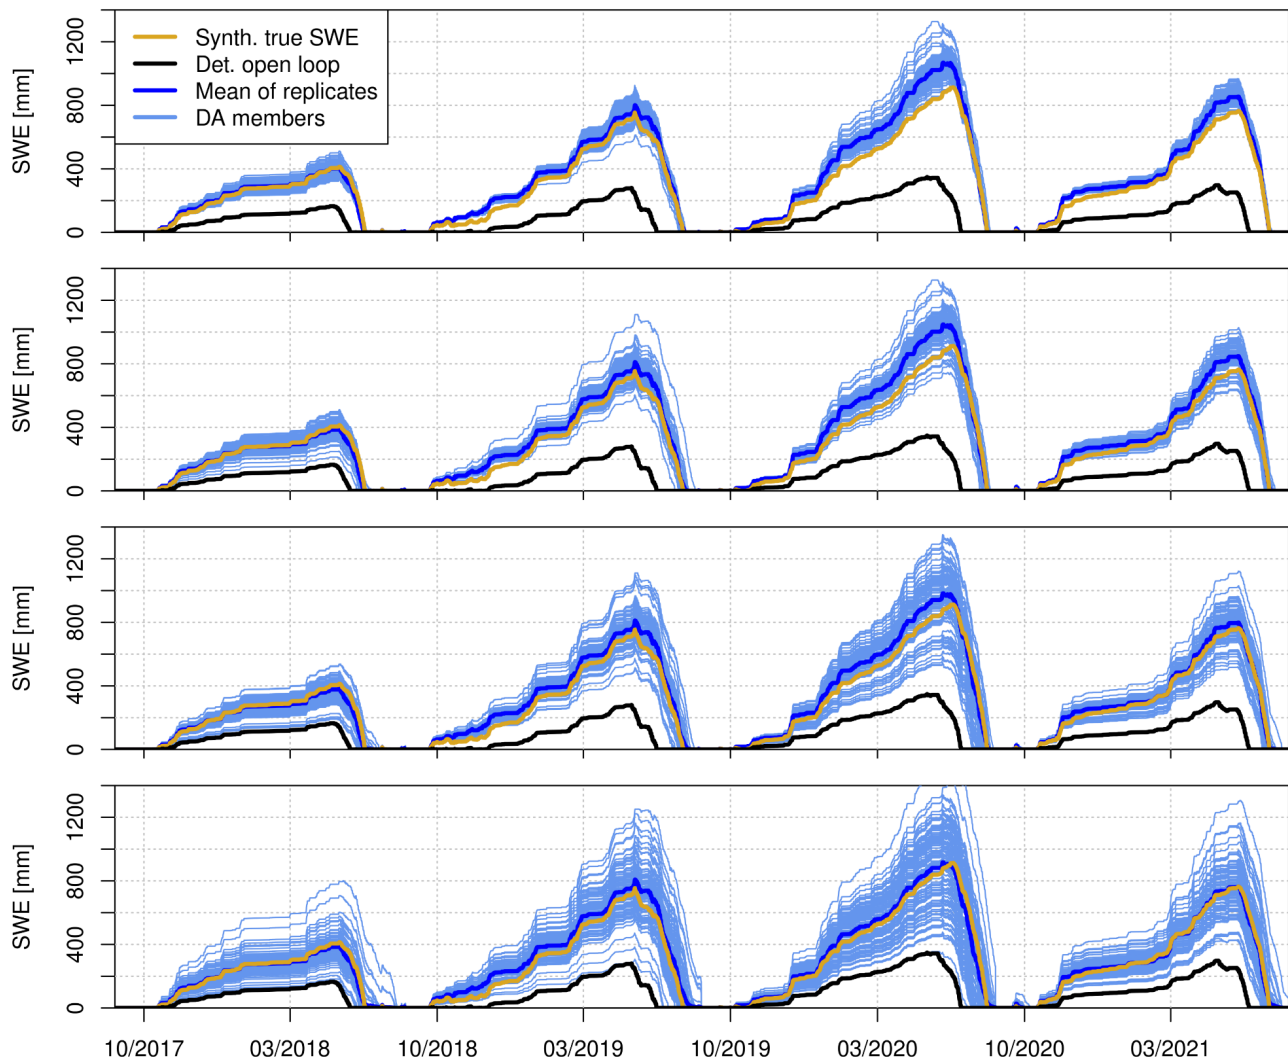 Synth. true SWE
Det. open loop
Mean of replicates
DA members
SWE [mm]
0 400 800 1200
SWE [mm]
0 400 800 1200
SWE [mm]
0 400 800 1200
SWE [mm]
0 400 800 1200
10/2017 03/2018 10/2018 03/2019 10/2019 03/2020 10/2020 03/2021